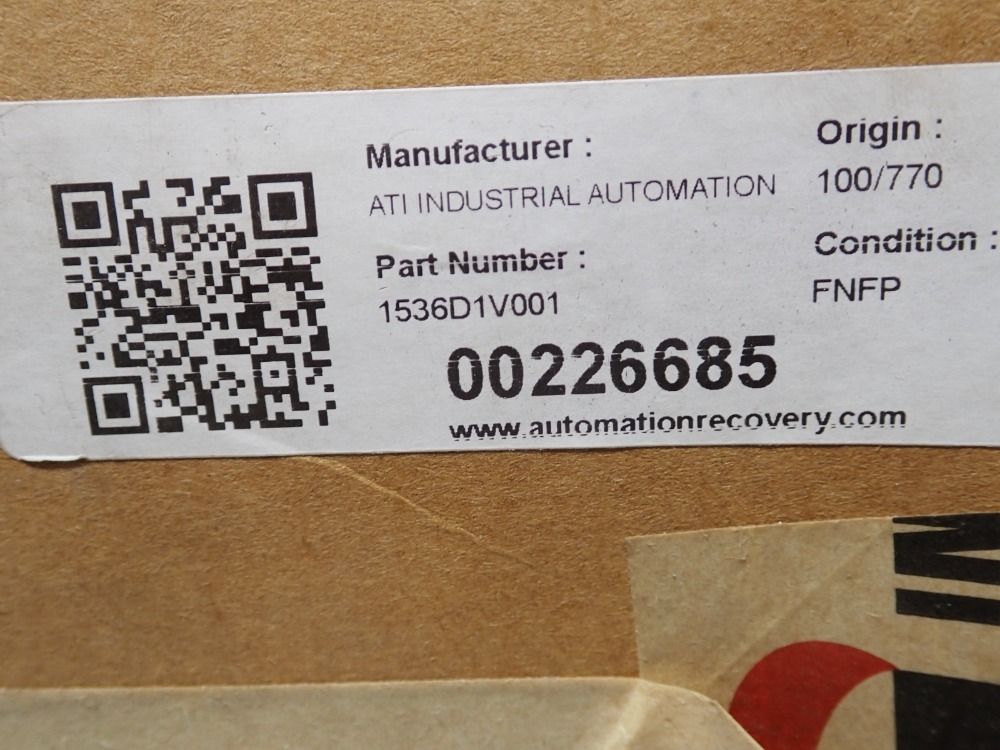 Manufacturer :
ATI INDUSTRIAL AUTOMATION
Origin :
100/770
Part Number :
1536D1V001
Condition :
FNFP
00226685
www.automationrecovery.com